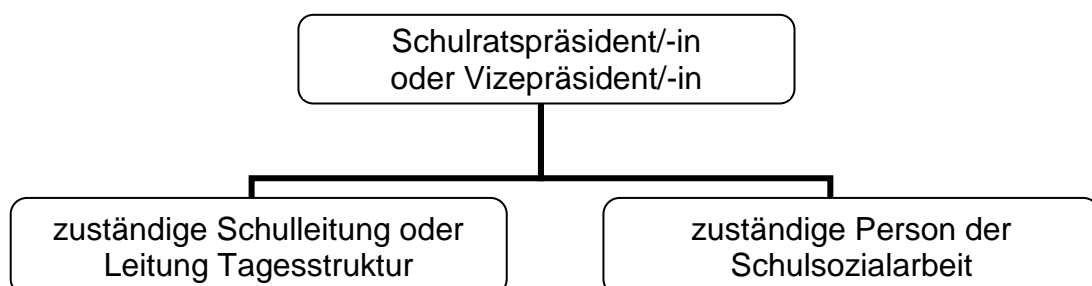 Schulratspräsident/-in
oder Vizepräsident/-in
zuständige Schulleitung oder
Leitung Tagesstruktur
zuständige Person der
Schulsozialarbeit